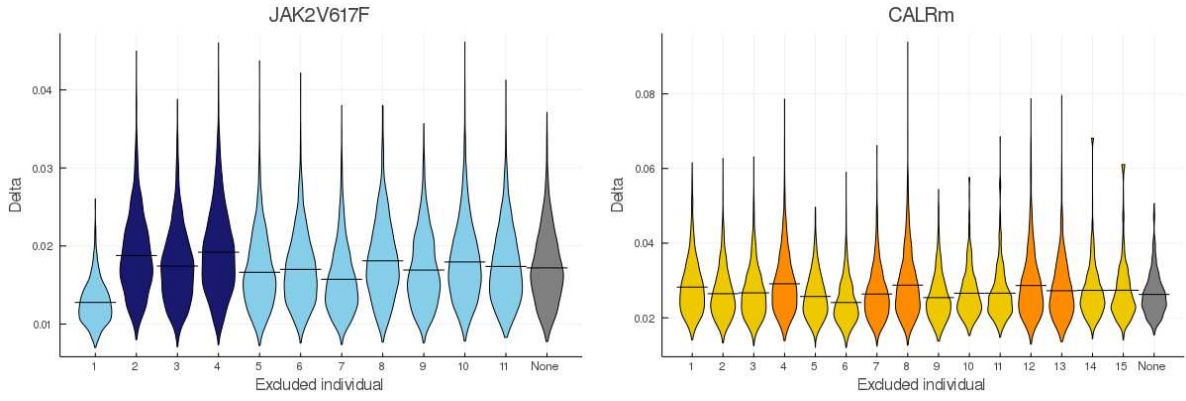 JAK2V617F
Delta
0.04
0.03
0.02
0.01
1 2 3 4 5 6 7 8 9 10 11 None
Excluded individual
CALRm
Delta
0.08
0.06
0.04
0.02
1 2 3 4 5 6 7 8 9 10 11 12 13 14 15 None
Excluded individual